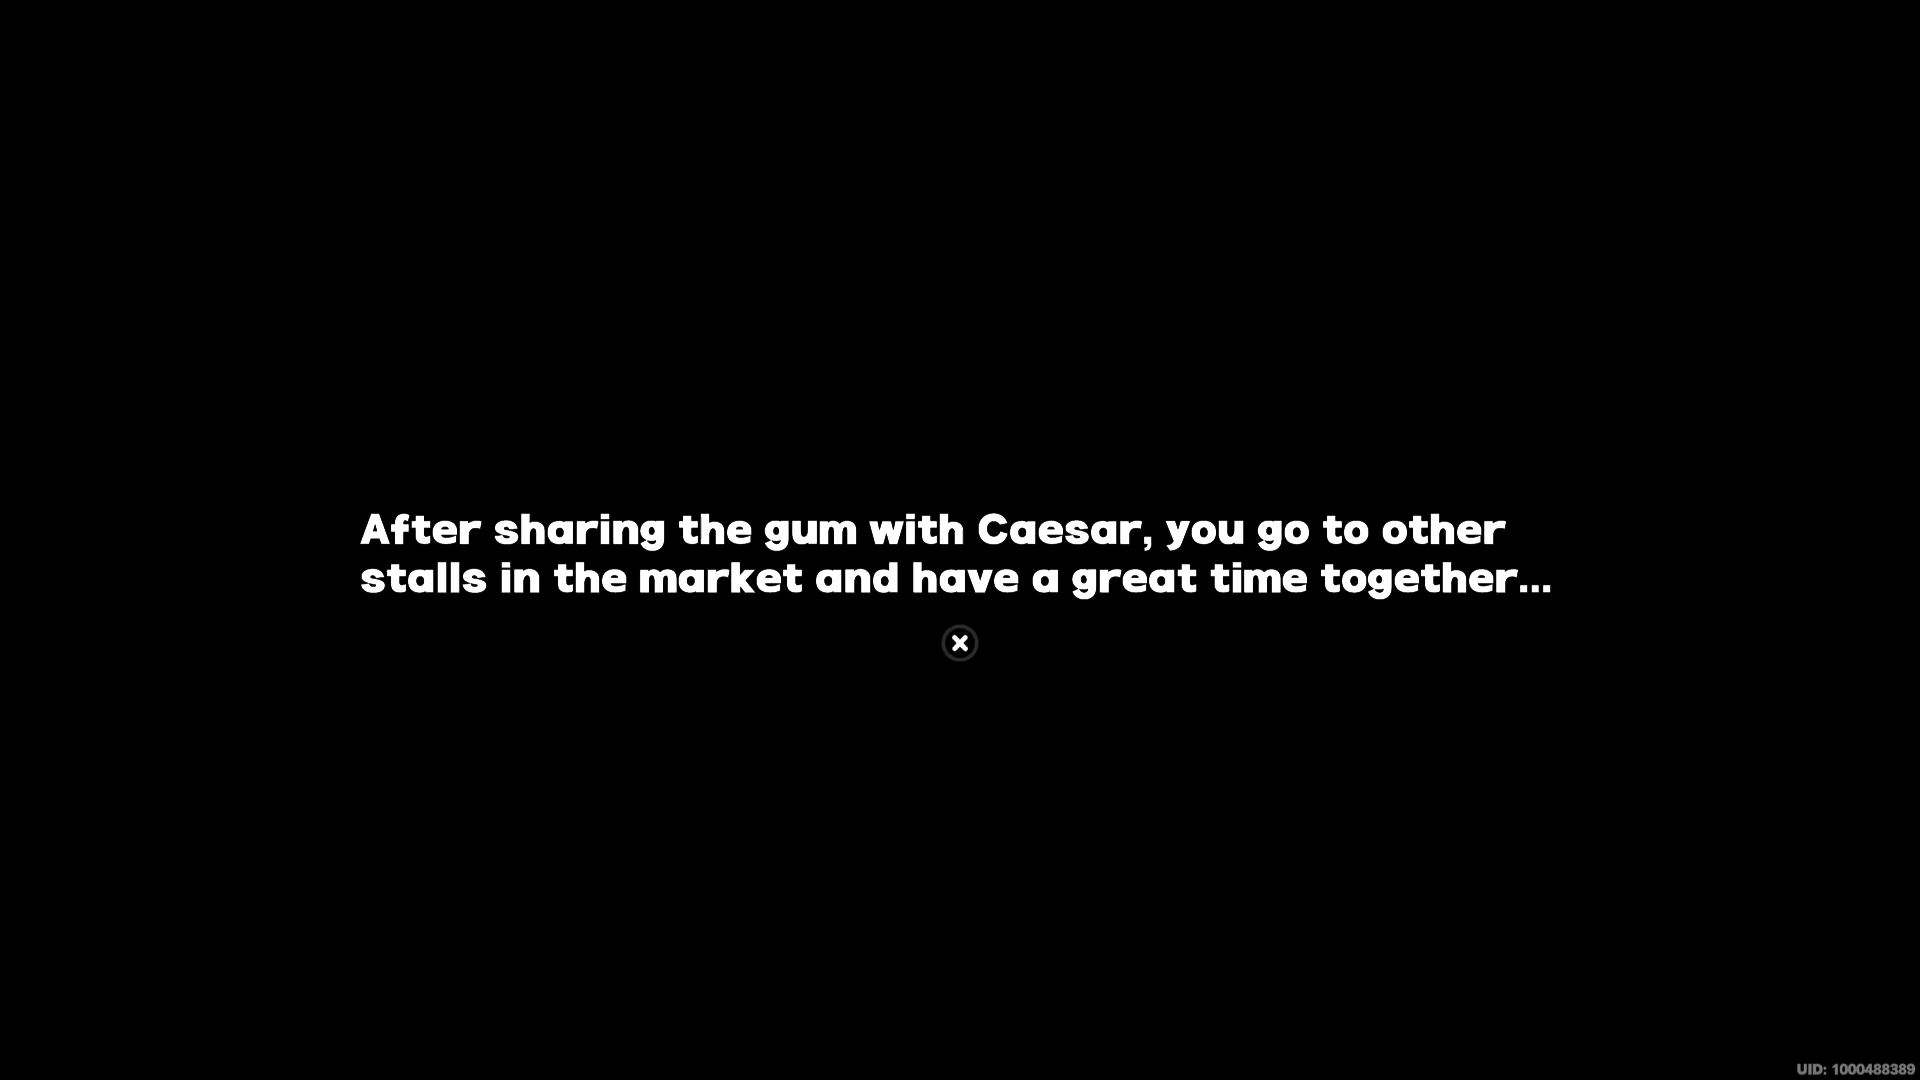 After sharing the gum with Caesar, you go to other
stalls in the market and have a great time together...
UID: 1000488389